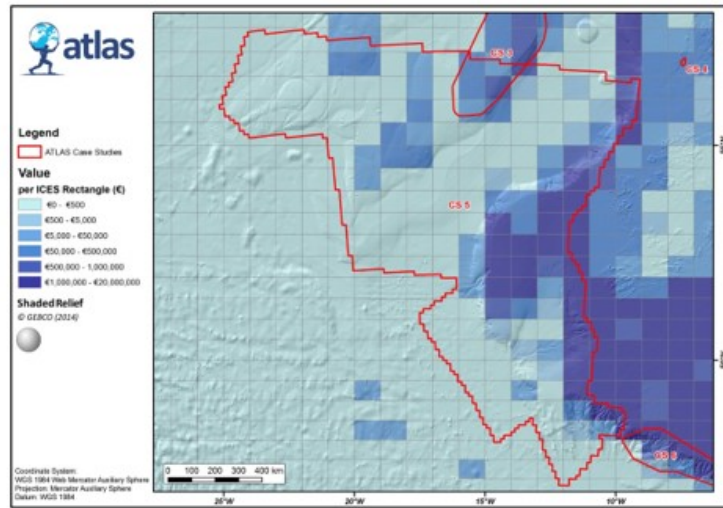 atlas
Legend
ATLAS Case Studies
Value
per ICES Rectangle (€)
€0 - €500
€500 - €5,000
€5,000 - €50,000
€50,000 - €500,000
€500,000 - 1,000,000
€1,000,000 - €20,000,000
Shaded Relief
© GEBCO (2014)
Coordinate System:
WGS 1984 Web Mercator Auxiliary Sphere
Projection: Mercator Auxiliary Sphere
Datum: WGS 1984
CS 3
CS 4
CS 5
0 100 200 300 400 km
25°W 20°W 15°W 10°W